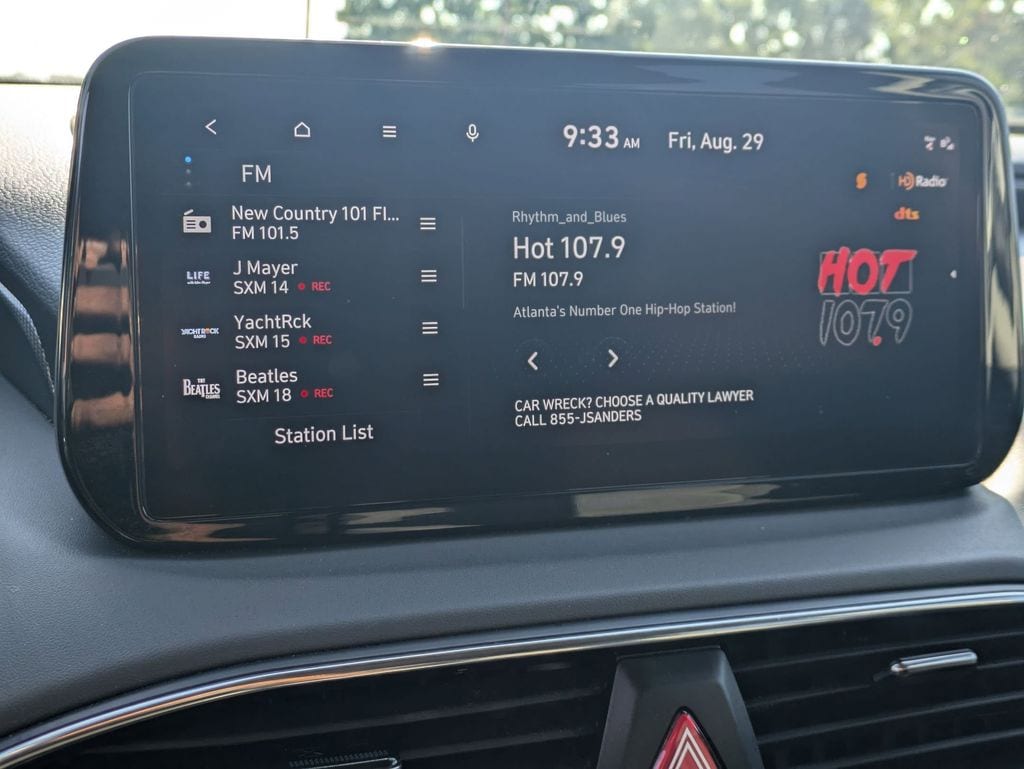 9:33 AM Fri, Aug. 29
FM
HD Radio
dts
New Country 101 FI...
FM 101.5
LIFE
J Mayer
SXM 14 REC
YACHT ROCK
RADIO
YachtRck
SXM 15 REC
THE
BEATLES
CHANNEL
Beatles
SXM 18 REC
Station List
Rhythm_and_Blues
Hot 107.9
FM 107.9
Atlanta's Number One Hip-Hop Station!
CAR WRECK? CHOOSE A QUALITY LAWYER
CALL 855-JSANDERS
HOT
107.9